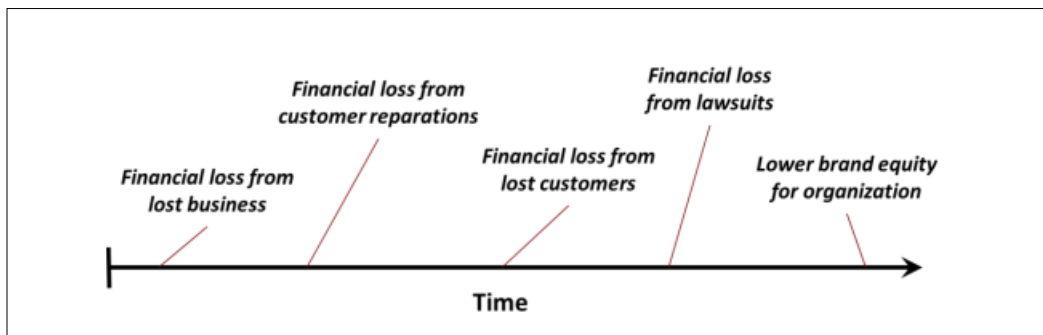 Financial loss from
lost business
Financial loss from
customer reparations
Financial loss from
lost customers
Financial loss
from lawsuits
Lower brand equity
for organization
Time